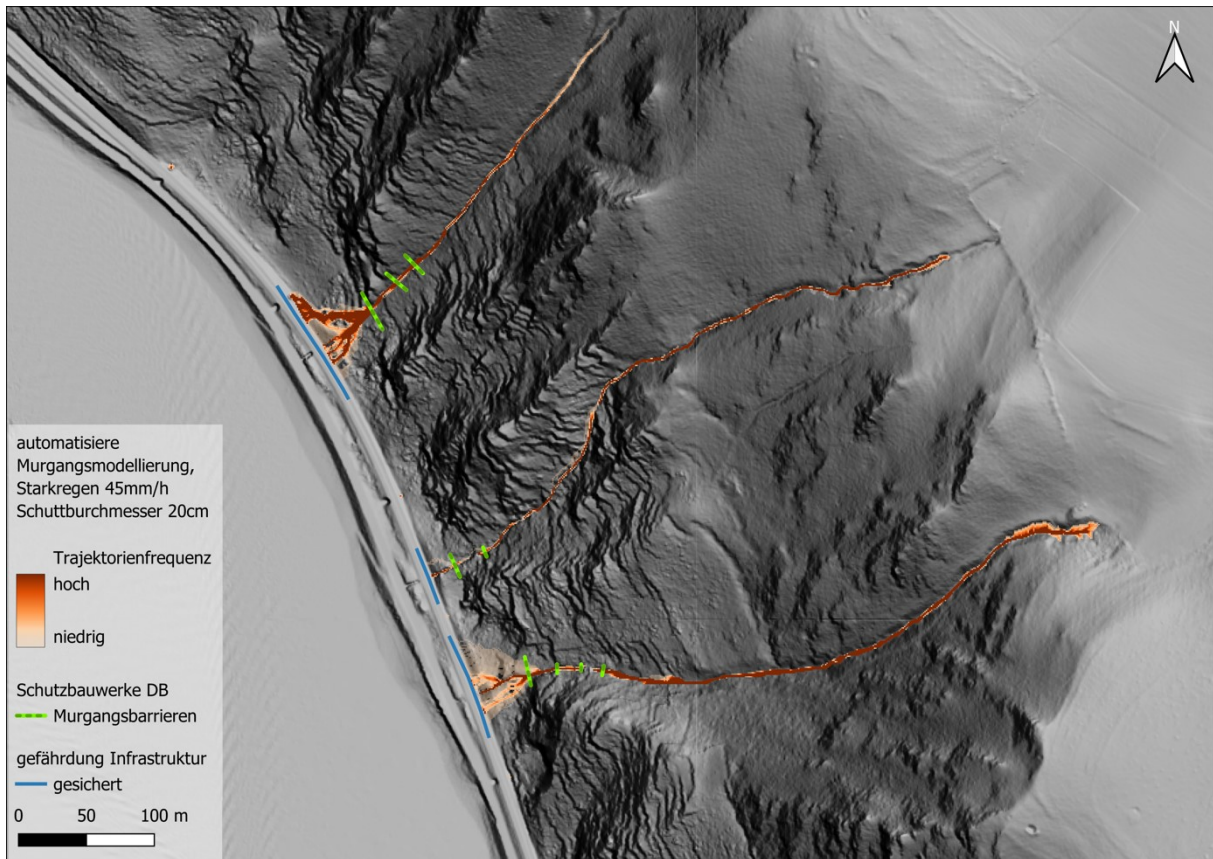 N
automatisiere
Murgangsmodellierung,
Starkregen 45mm/h
Schuttburchmesser 20cm
Trajektorienfrequenz
hoch
niedrig
Schutzbauwerke DB
Murgangsbarrieren
gefährdung Infrastruktur
gesichert
0 50 100 m